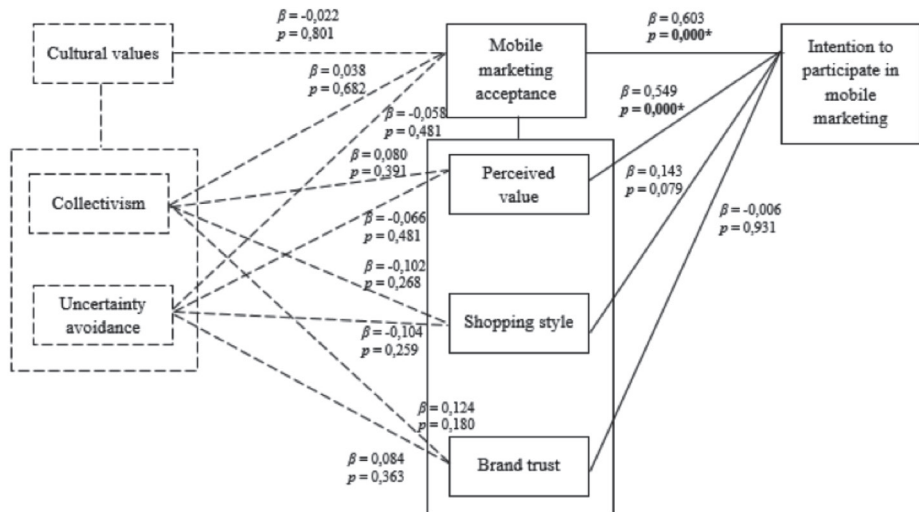 β = -0,022
p = 0,801
β = 0,603
p = 0,000*
Cultural values
Mobile
marketing
acceptance
Intention to
participate in
mobile
marketing
β = 0,038
p = 0,682
β = 0,549
p = 0,000*
β = -0,058
p = 0,481
β = 0,080
p = 0,391
Perceived
value
β = 0,143
p = 0,079
Collectivism
β = -0,066
p = 0,481
β = -0,006
p = 0,931
β = -0,102
p = 0,268
Uncertainty
avoidance
Shopping style
β = -0,104
p = 0,259
β = 0,124
p = 0,180
β = 0,084
p = 0,363
Brand trust